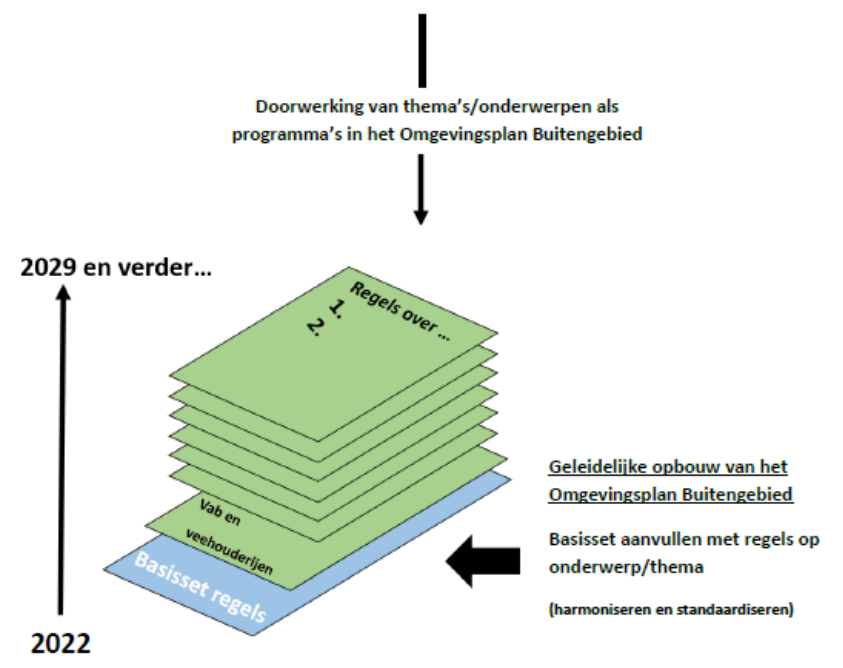 Doorwerking van thema's/onderwerpen als
programma's in het Omgevingsplan Buitengebied
2029 en verder...
Regels over ...
1.
2.
Vab en
veehouderijen
Basisset regels
Geleidelijke opbouw van het
Omgevingsplan Buitengebied
Basisset aanvullen met regels op
onderwerp/thema
(harmoniseren en standaardiseren)
2022